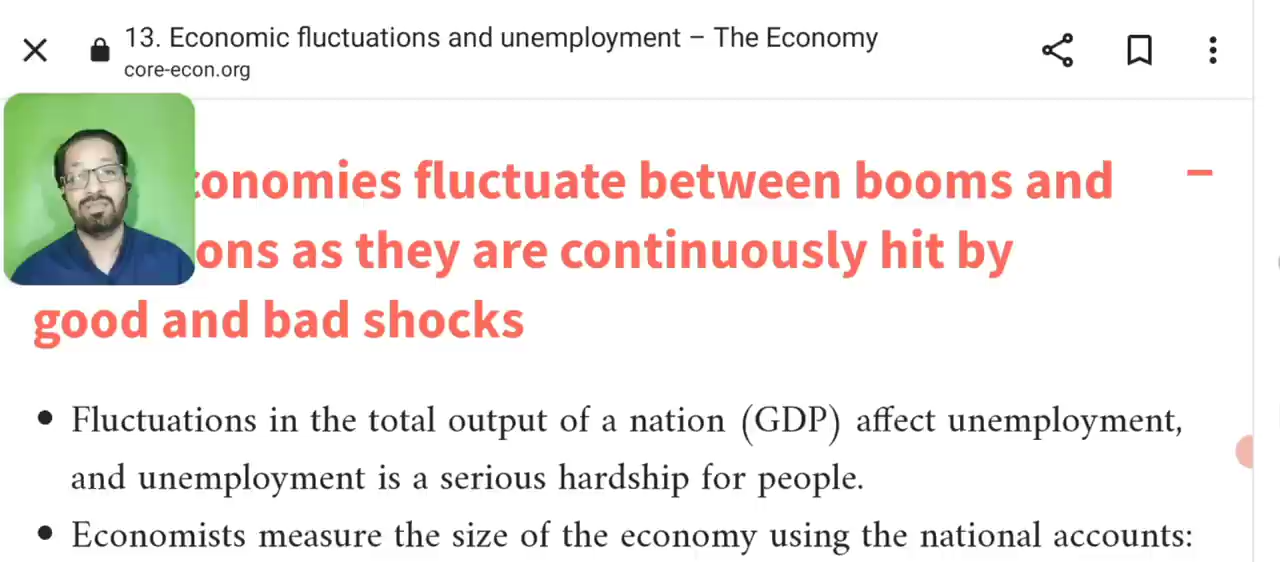 13. Economic fluctuations and unemployment – The Economy
core-econ.org
conomies fluctuate between booms and
ons as they are continuously hit by
good and bad shocks
• Fluctuations in the total output of a nation (GDP) affect unemployment,
and unemployment is a serious hardship for people.
• Economists measure the size of the economy using the national accounts: